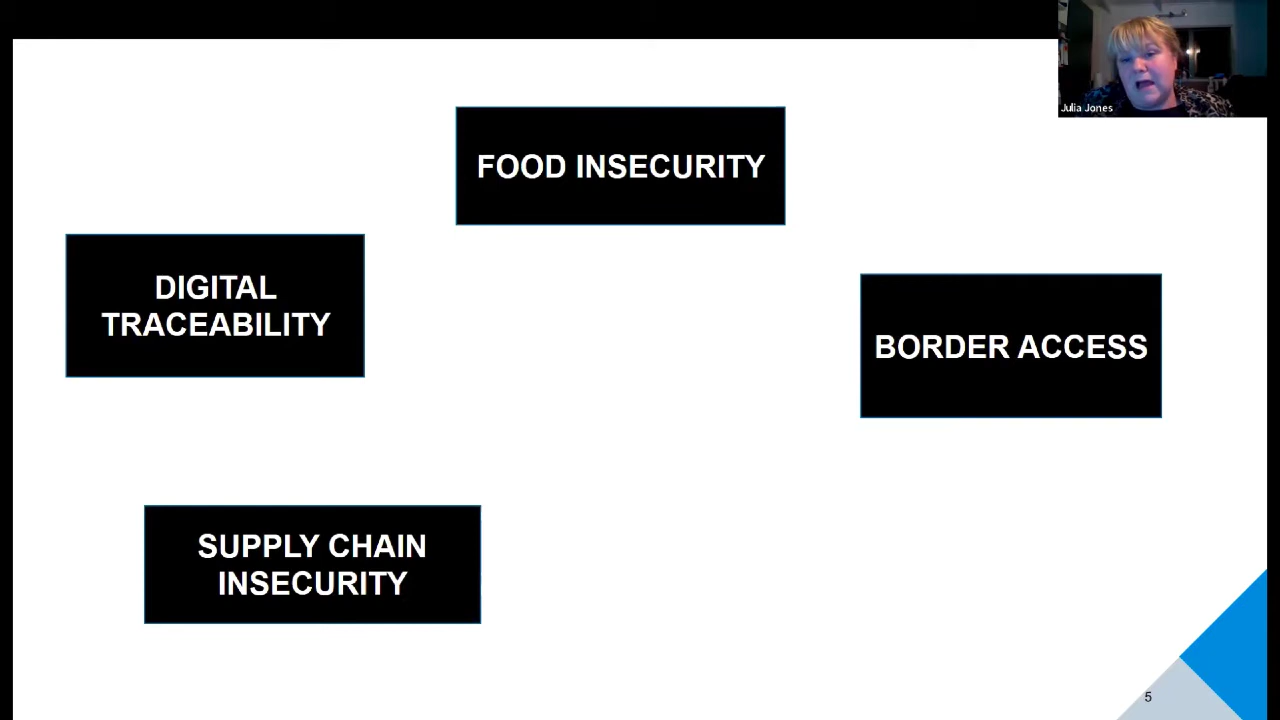 Julia Jones
FOOD INSECURITY
DIGITAL
TRACEABILITY
BORDER ACCESS
SUPPLY CHAIN
INSECURITY
5